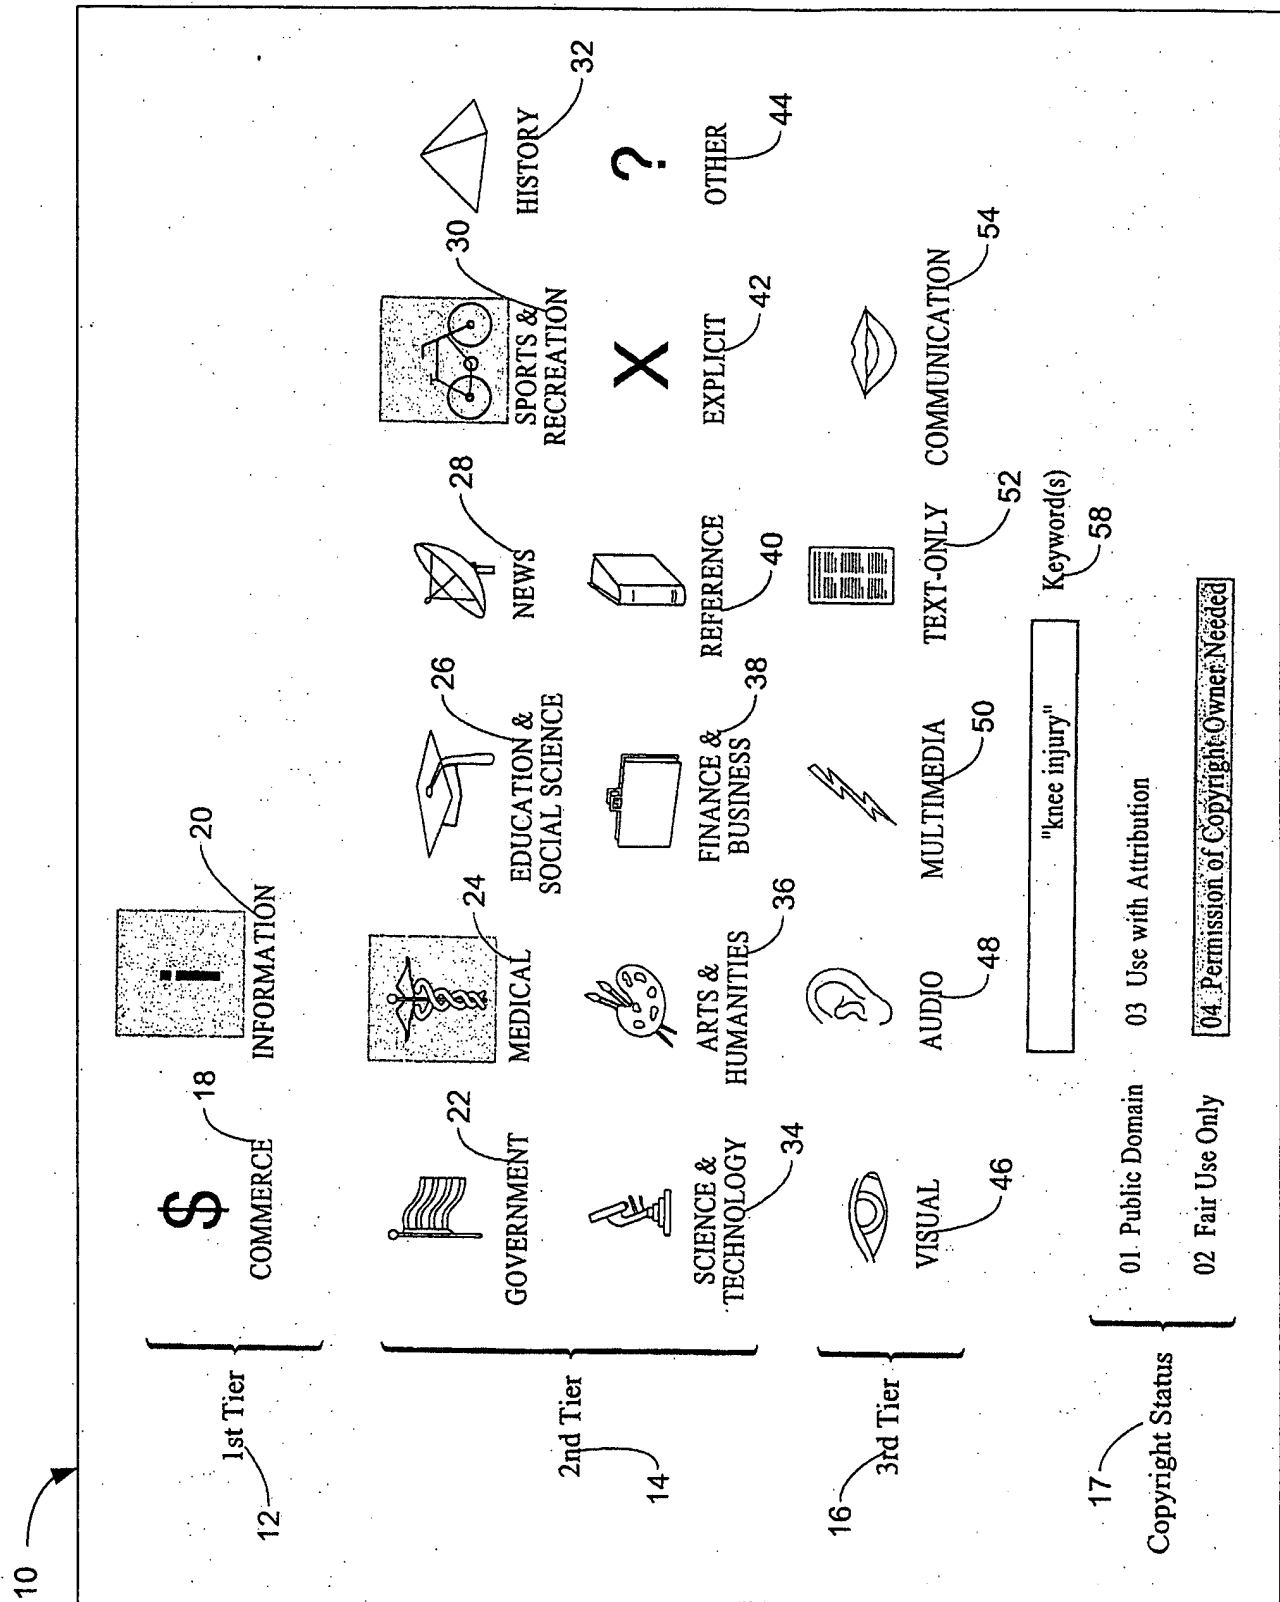 10
1st Tier
12
$
COMMERCE
18
i
INFORMATION
20
2nd Tier
14
GOVERNMENT
22
MEDICAL
24
EDUCATION &
SOCIAL SCIENCE
26
NEWS
28
SPORTS &
RECREATION
30
HISTORY
32
SCIENCE &
TECHNOLOGY
34
ARTS &
HUMANITIES
36
FINANCE &
BUSINESS
38
REFERENCE
40
X
EXPLICIT
42
?
OTHER
44
3rd Tier
16
VISUAL
46
AUDIO
48
MULTIMEDIA
50
TEXT-ONLY
52
COMMUNICATION
54
"knee injury"
Keyword(s)
58
17
Copyright Status
01 Public Domain
03 Use with Attribution
02 Fair Use Only
04 Permission of Copyright Owner Needed